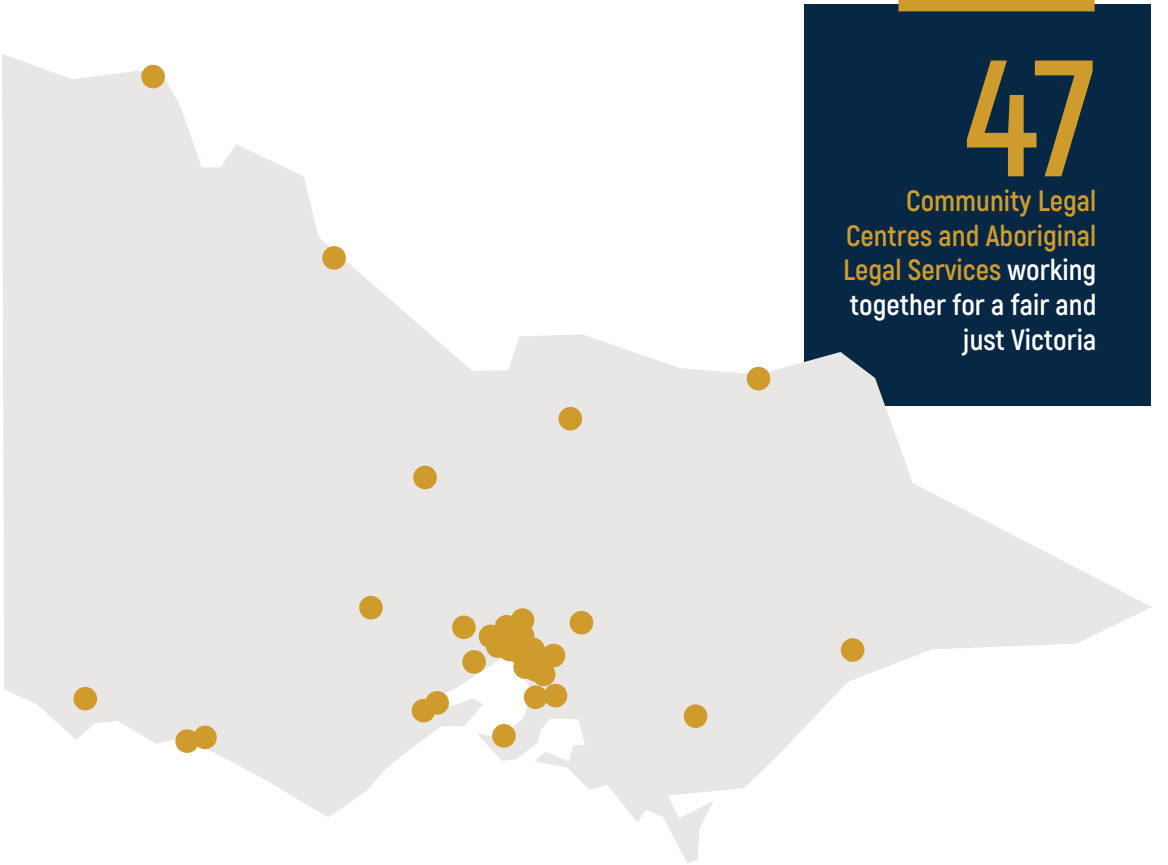 47
Community Legal
Centres and Aboriginal
Legal Services working
together for a fair and
just Victoria